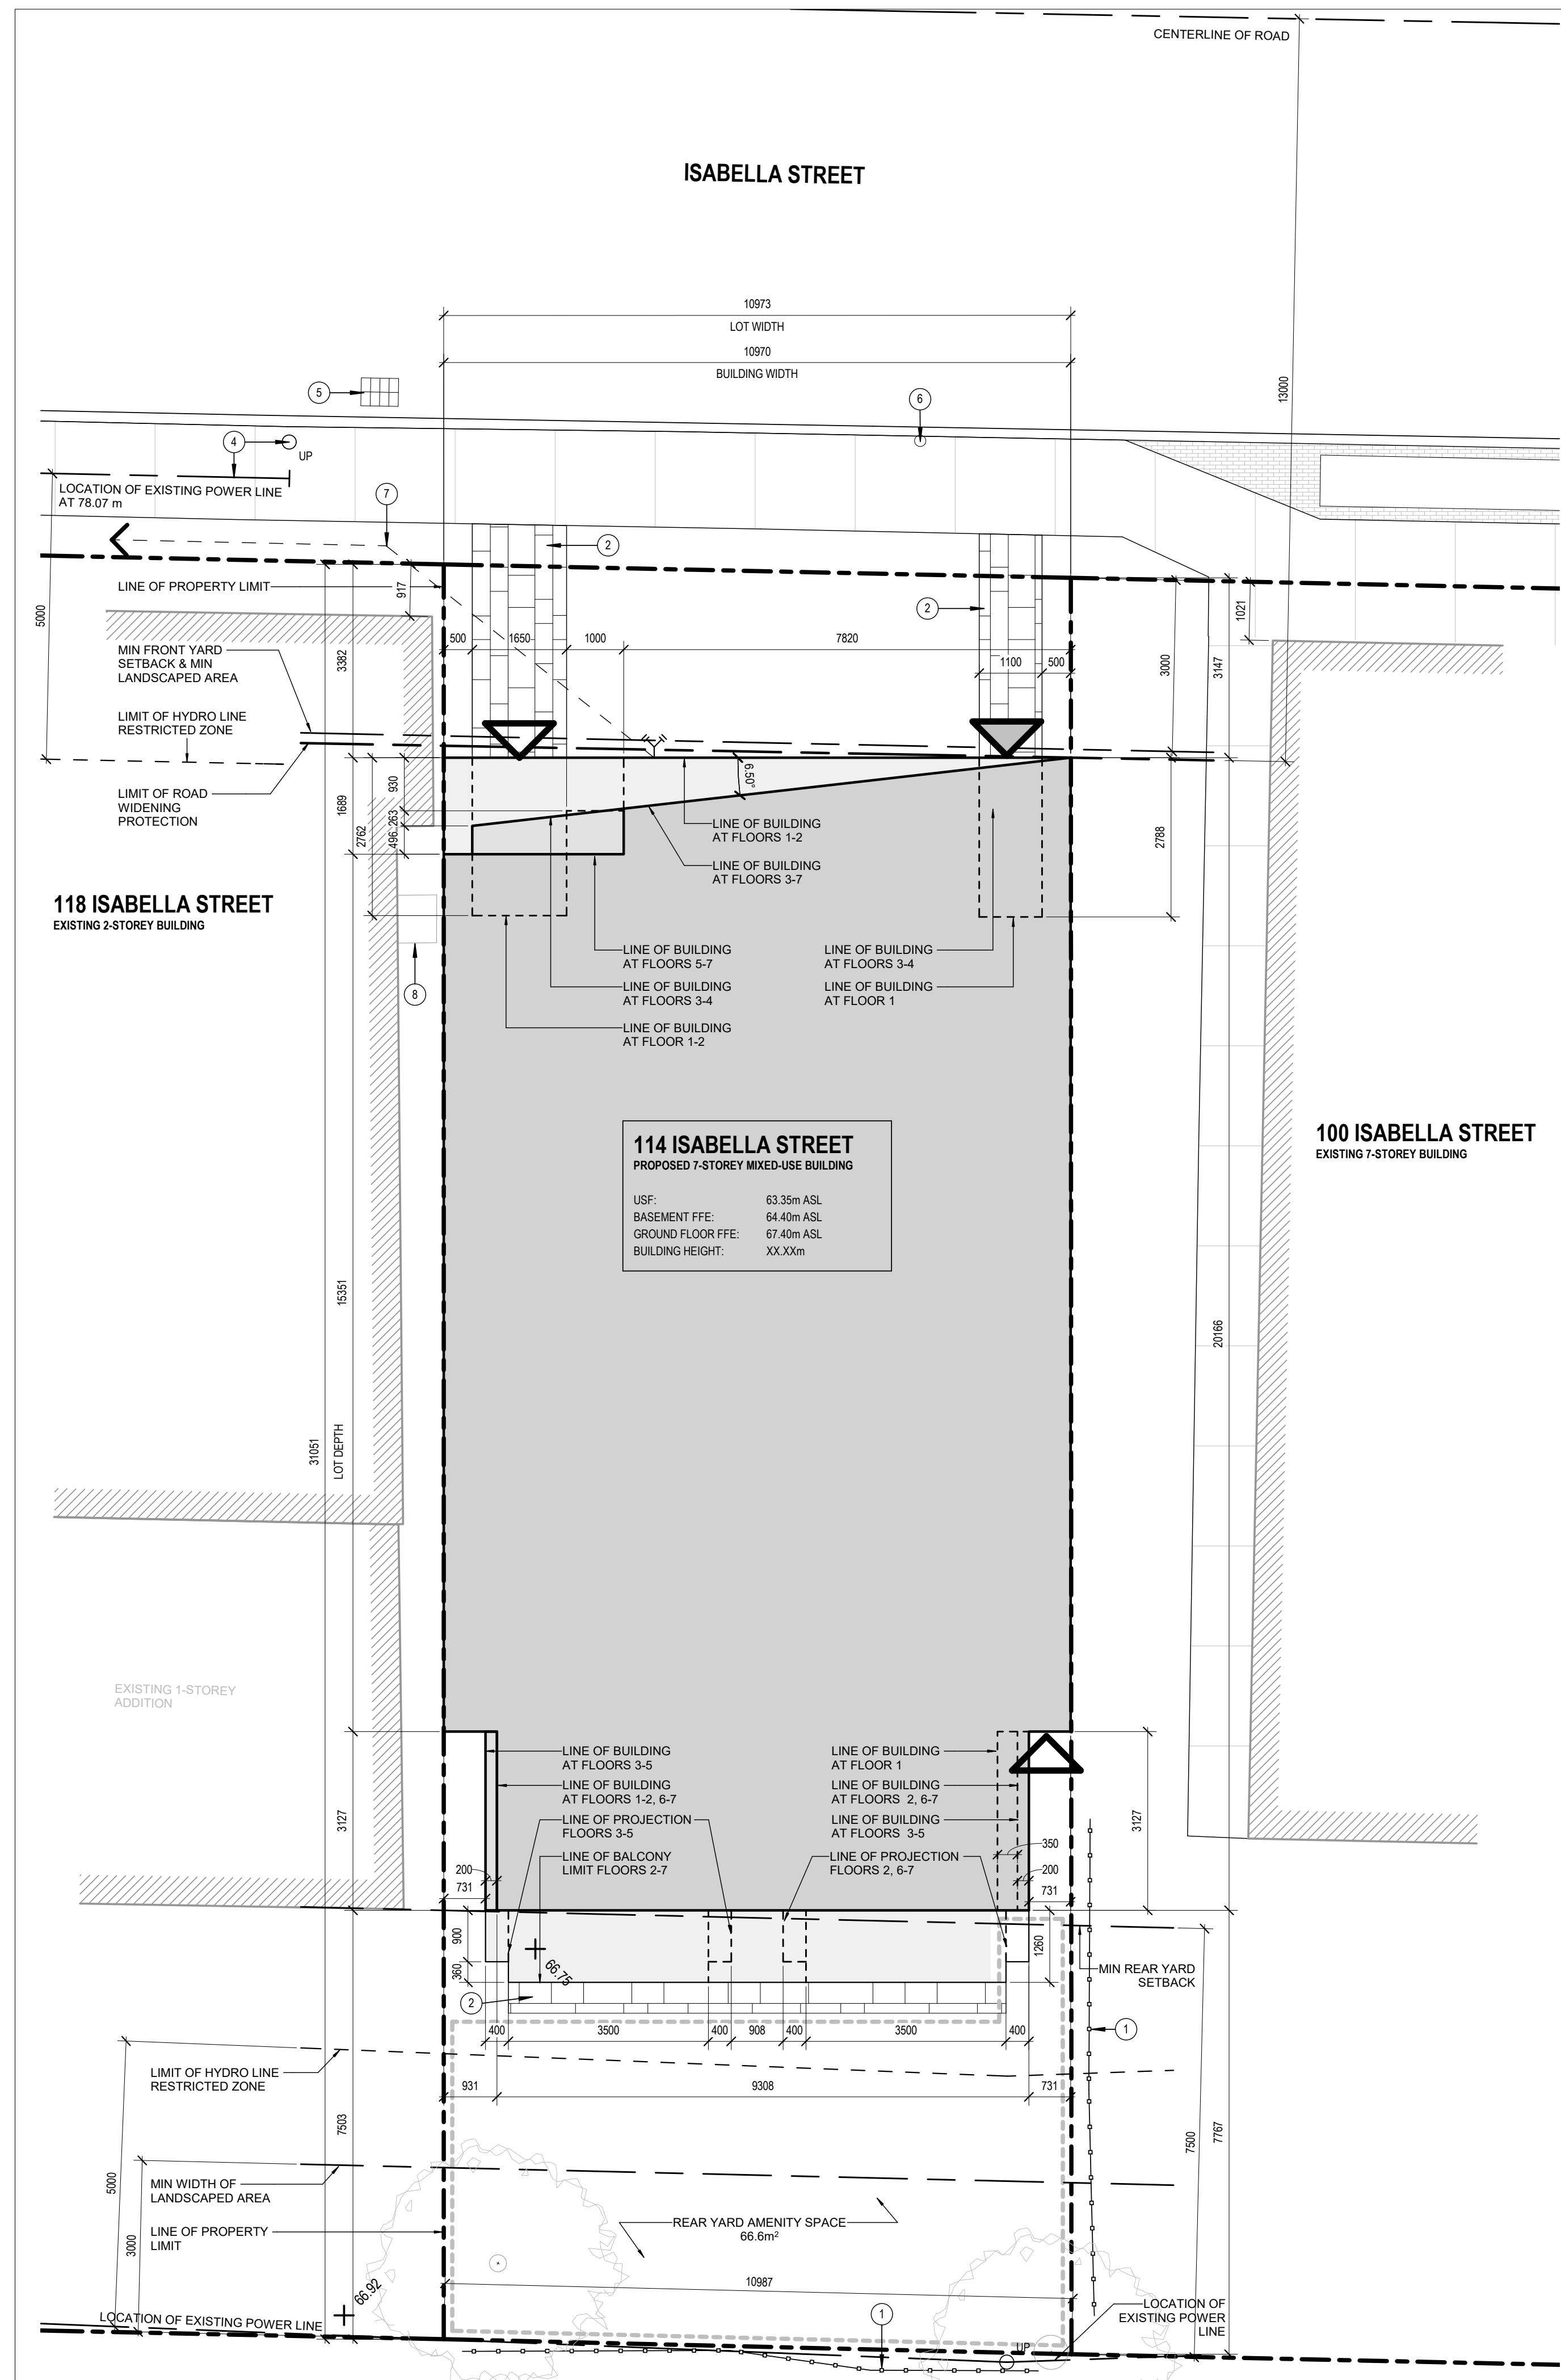 CENTERLINE OF ROAD
ISABELLA STREET
13000
10973
LOT WIDTH
10970
BUILDING WIDTH
5
6
4
UP
LOCATION OF EXISTING POWER LINE
AT 78.07 m
7
2
LINE OF PROPERTY LIMIT
917
2
5000
3382
500
1650
1000
7820
1100
500
3000
3147
1021
MIN FRONT YARD
SETBACK & MIN
LANDSCAPED AREA
LIMIT OF HYDRO LINE
RESTRICTED ZONE
LIMIT OF ROAD
WIDENING
PROTECTION
1689
2762
930
263
496
6.50°
2788
LINE OF BUILDING
AT FLOORS 1-2
LINE OF BUILDING
AT FLOORS 3-7
118 ISABELLA STREET
EXISTING 2-STOREY BUILDING
8
LINE OF BUILDING
AT FLOORS 5-7
LINE OF BUILDING
AT FLOORS 3-4
LINE OF BUILDING
AT FLOOR 1-2
LINE OF BUILDING
AT FLOORS 3-4
LINE OF BUILDING
AT FLOOR 1
114 ISABELLA STREET
PROPOSED 7-STOREY MIXED-USE BUILDING
USF: 63.35m ASL
BASEMENT FFE: 64.40m ASL
GROUND FLOOR FFE: 67.40m ASL
BUILDING HEIGHT: XX.XXm
100 ISABELLA STREET
EXISTING 7-STOREY BUILDING
15351
20166
31051
LOT DEPTH
EXISTING 1-STOREY
ADDITION
LINE OF BUILDING
AT FLOORS 3-5
LINE OF BUILDING
AT FLOORS 1-2, 6-7
LINE OF PROJECTION
FLOORS 3-5
LINE OF BALCONY
LIMIT FLOORS 2-7
LINE OF BUILDING
AT FLOOR 1
LINE OF BUILDING
AT FLOORS 2, 6-7
LINE OF BUILDING
AT FLOORS 3-5
LINE OF PROJECTION
FLOORS 2, 6-7
3127
3127
350
200
731
200
731
900
360
1260
66.75
2
MIN REAR YARD
SETBACK
1
400
3500
400
908
400
3500
400
LIMIT OF HYDRO LINE
RESTRICTED ZONE
931
9308
731
7503
7500
7767
5000
3000
MIN WIDTH OF
LANDSCAPED AREA
LINE OF PROPERTY
LIMIT
REAR YARD AMENITY SPACE
66.6m²
10987
66.92
LOCATION OF EXISTING POWER LINE
1
UP
LOCATION OF
EXISTING POWER
LINE